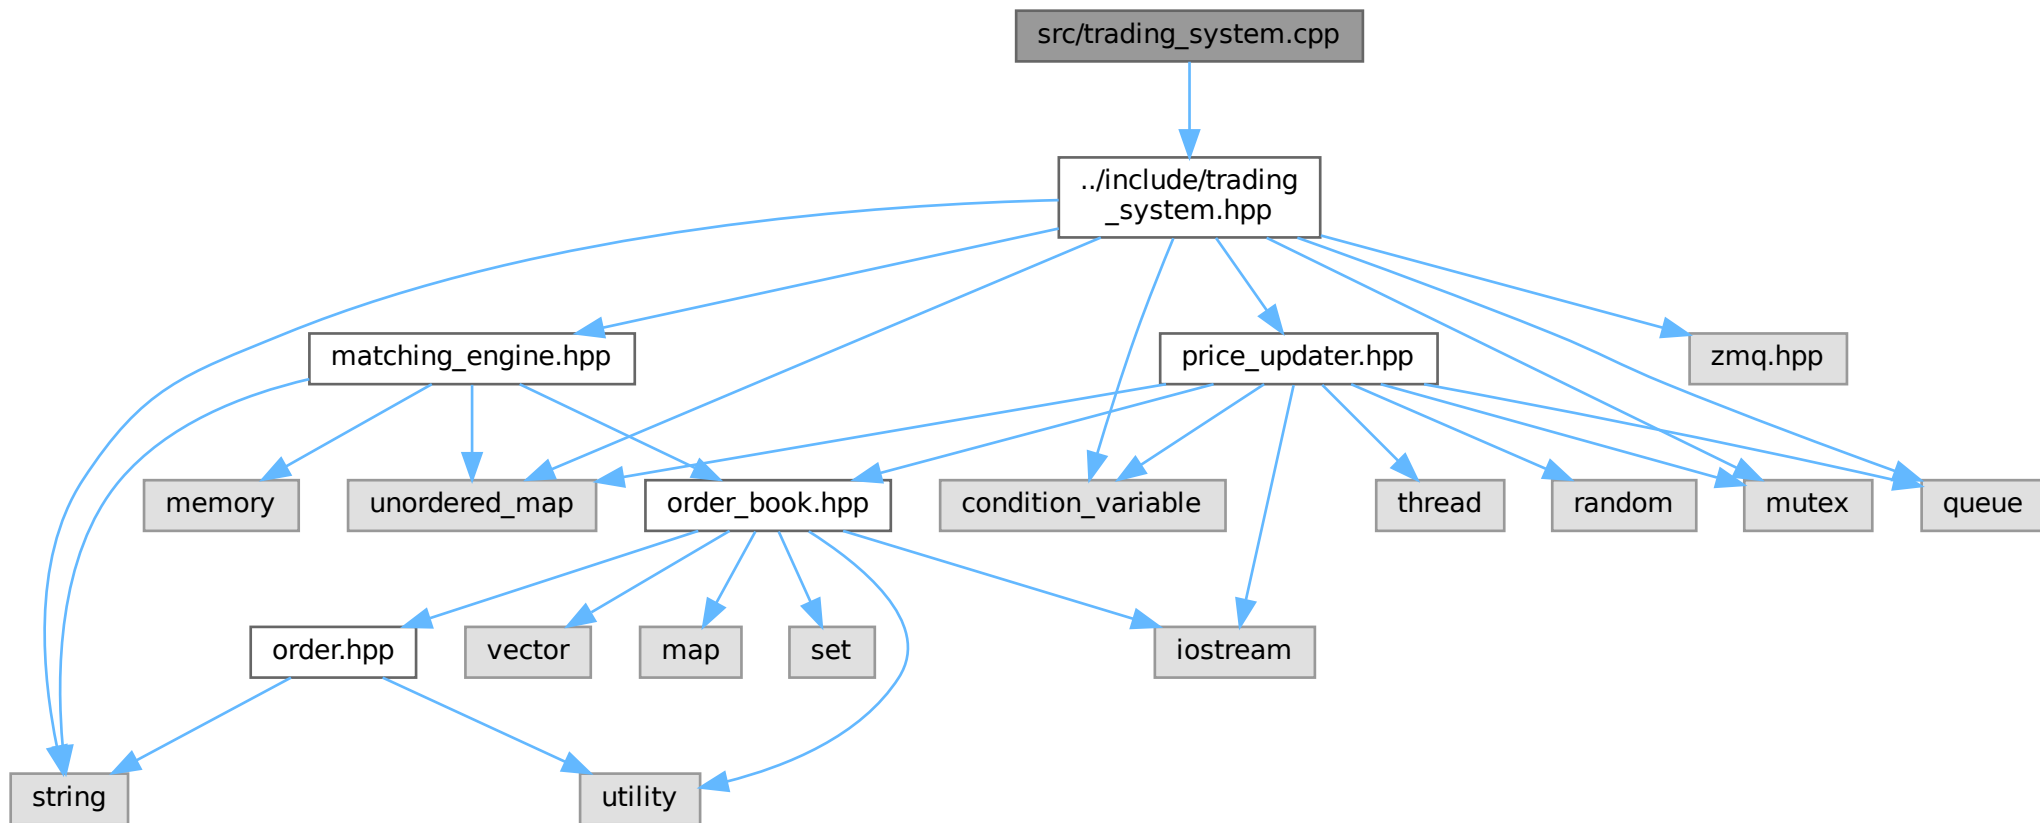 src/trading_system.cpp
../include/trading
_system.hpp
matching_engine.hpp
price_updater.hpp
zmq.hpp
memory
unordered_map
order_book.hpp
condition_variable
thread
random
mutex
queue
order.hpp
vector
map
set
iostream
string
utility